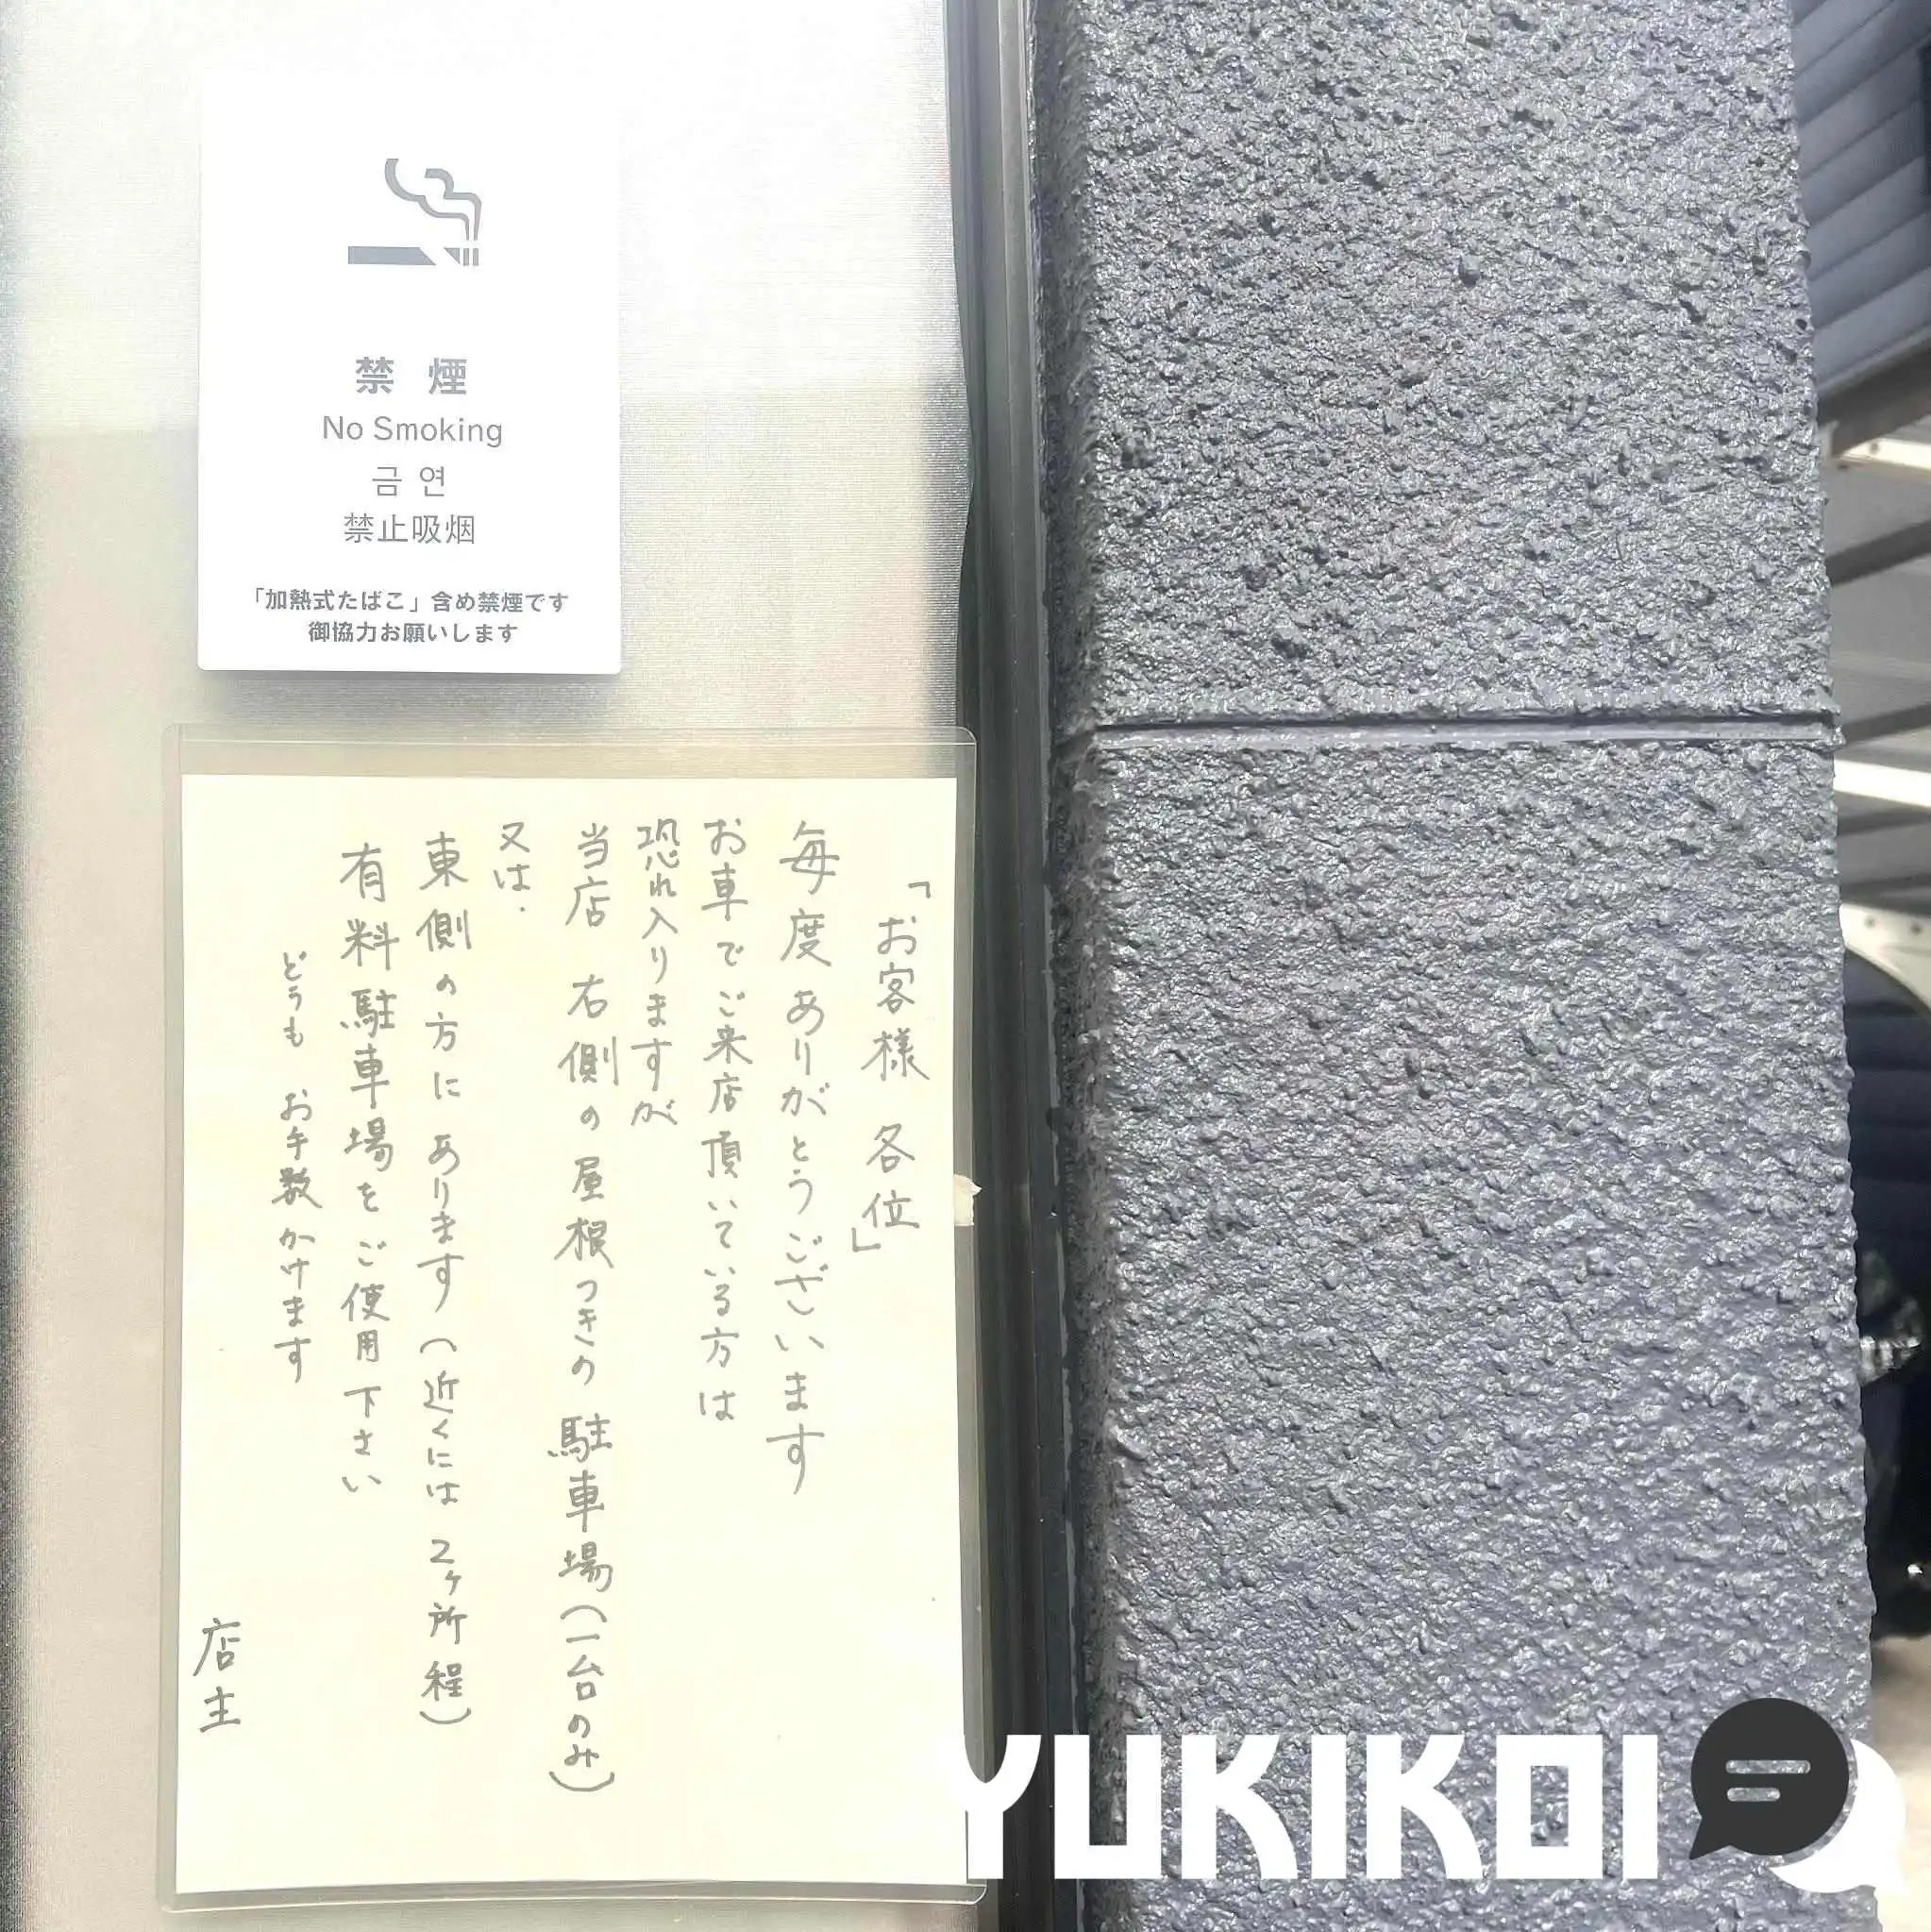 禁煙
No Smoking
금연
禁止吸烟
「加熱式たばこ」含め禁煙です
御協力お願いします
「お客様 各位」
毎度ありがとうございます
お車でご来店頂いている方は
恐れ入りますが
当店 右側の屋根つきの駐車場(一台のみ)
又は.
東側の方にあります(近くには2ヶ所程)
有料駐車場をご使用下さい
どうも お手数かけます
店主
YUKIKOI